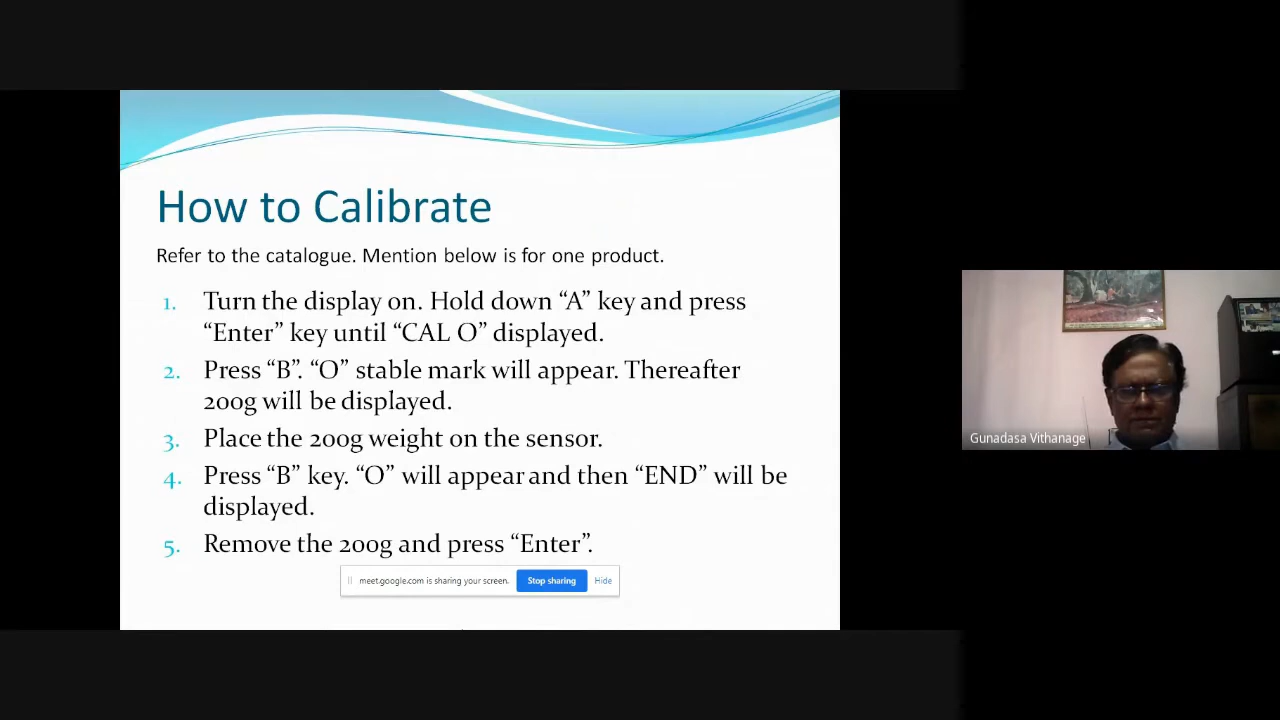 How to Calibrate
Refer to the catalogue. Mention below is for one product.
1. Turn the display on. Hold down “A” key and press
“Enter” key until “CAL O” displayed.
2. Press “B”. “O” stable mark will appear. Thereafter
200g will be displayed.
3. Place the 200g weight on the sensor.
4. Press “B” key. “O” will appear and then “END” will be
displayed.
5. Remove the 200g and press “Enter”.
meet.google.com is sharing your screen. Stop sharing Hide
Gunadasa Vithanage